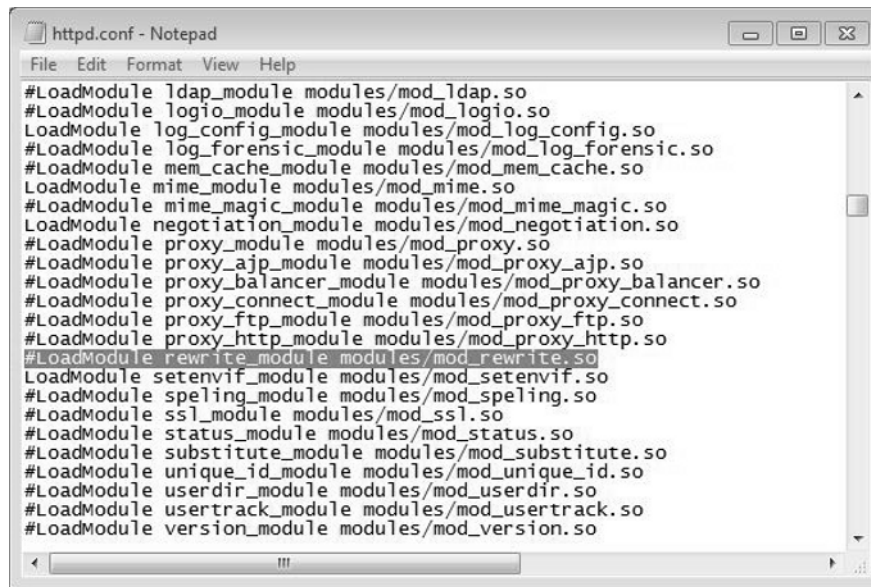 httpd.conf - Notepad
File Edit Format View Help
#LoadModule ldap_module modules/mod_ldap.so
#LoadModule logio_module modules/mod_logio.so
LoadModule log_config_module modules/mod_log_config.so
#LoadModule log_forensic_module modules/mod_log_forensic.so
#LoadModule mem_cache_module modules/mod_mem_cache.so
LoadModule mime_module modules/mod_mime.so
#LoadModule mime_magic_module modules/mod_mime_magic.so
LoadModule negotiation_module modules/mod_negotiation.so
#LoadModule proxy_module modules/mod_proxy.so
#LoadModule proxy_ajp_module modules/mod_proxy_ajp.so
#LoadModule proxy_balancer_module modules/mod_proxy_balancer.so
#LoadModule proxy_connect_module modules/mod_proxy_connect.so
#LoadModule proxy_ftp_module modules/mod_proxy_ftp.so
#LoadModule proxy_http_module modules/mod_proxy_http.so
#LoadModule rewrite_module modules/mod_rewrite.so
LoadModule setenvif_module modules/mod_setenvif.so
#LoadModule speling_module modules/mod_speling.so
#LoadModule ssl_module modules/mod_ssl.so
#LoadModule status_module modules/mod_status.so
#LoadModule substitute_module modules/mod_substitute.so
#LoadModule unique_id_module modules/mod_unique_id.so
#LoadModule userdir_module modules/mod_userdir.so
#LoadModule usertrack_module modules/mod_usertrack.so
#LoadModule version_module modules/mod_version.so